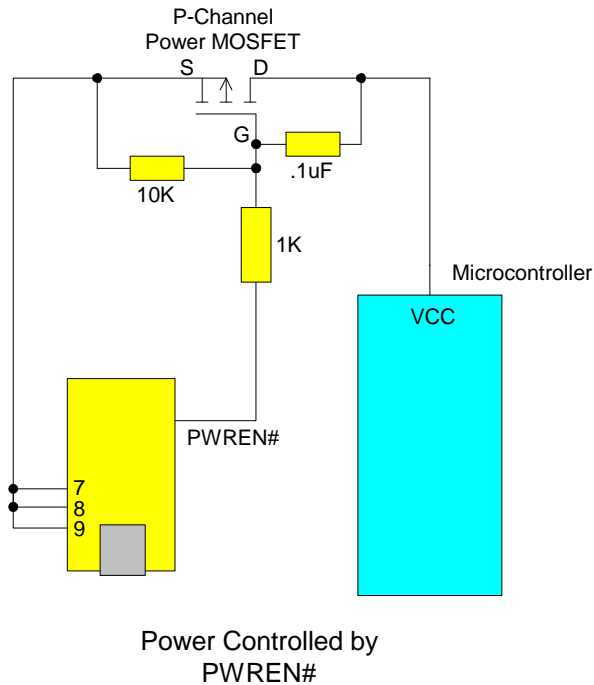 P-Channel
Power MOSFET
S
D
G
.1uF
10K
1K
Microcontroller
VCC
PWREN#
7
8
9
Power Controlled by
PWREN#